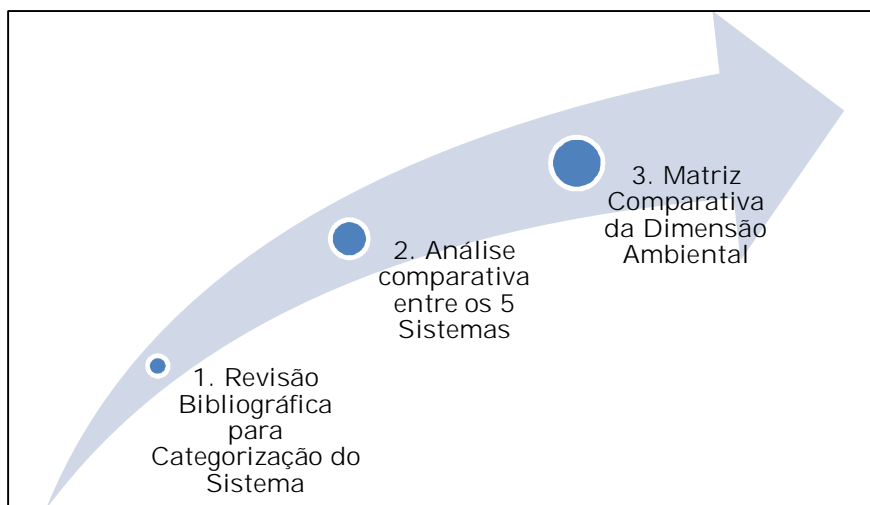 1. Revisão
Bibliográfica
para
Categorização do
Sistema
2. Análise
comparativa
entre os 5
Sistemas
3. Matriz
Comparativa
da Dimensão
Ambiental